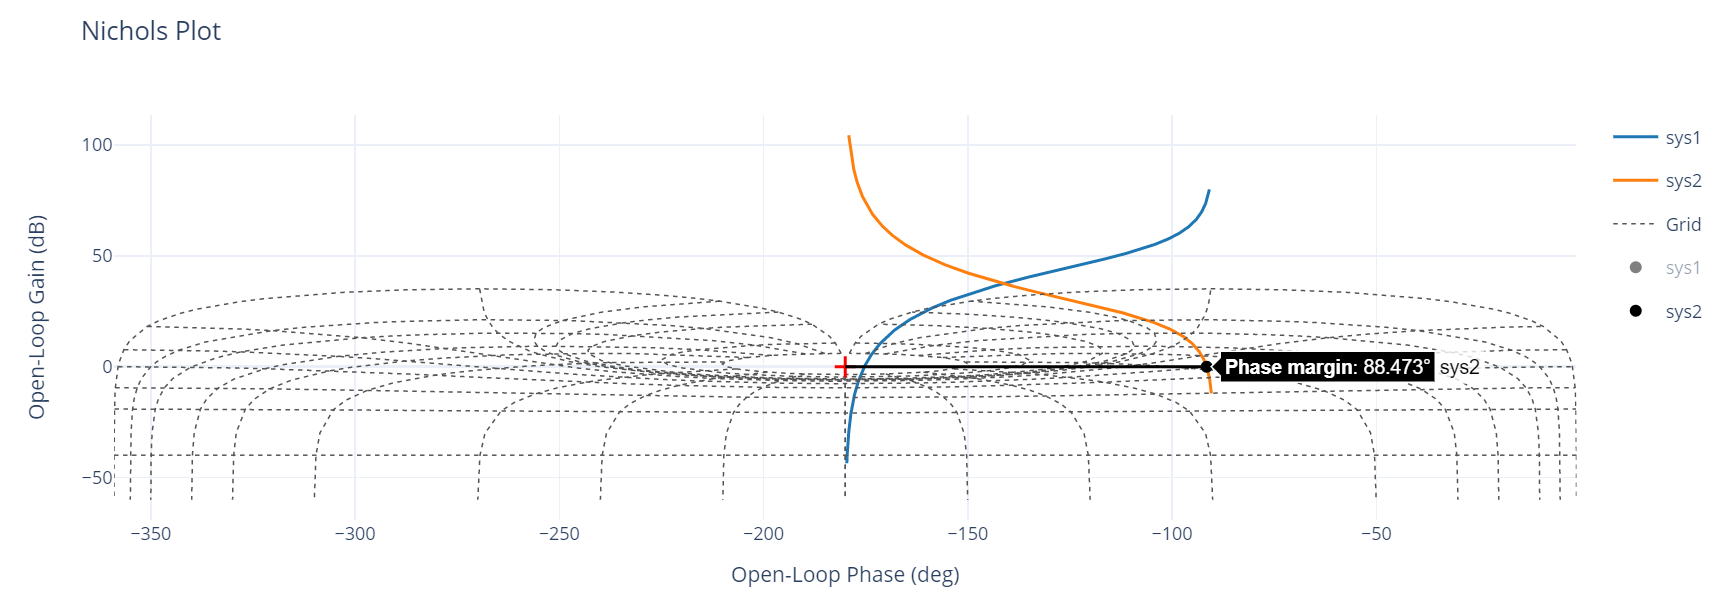 Nichols Plot
Open-Loop Gain (dB)
100
50
0
−50
−350
−300
−250
−200
−150
−100
−50
Open-Loop Phase (deg)
Phase margin: 88.473° sys2
sys1
sys2
Grid
sys1
sys2